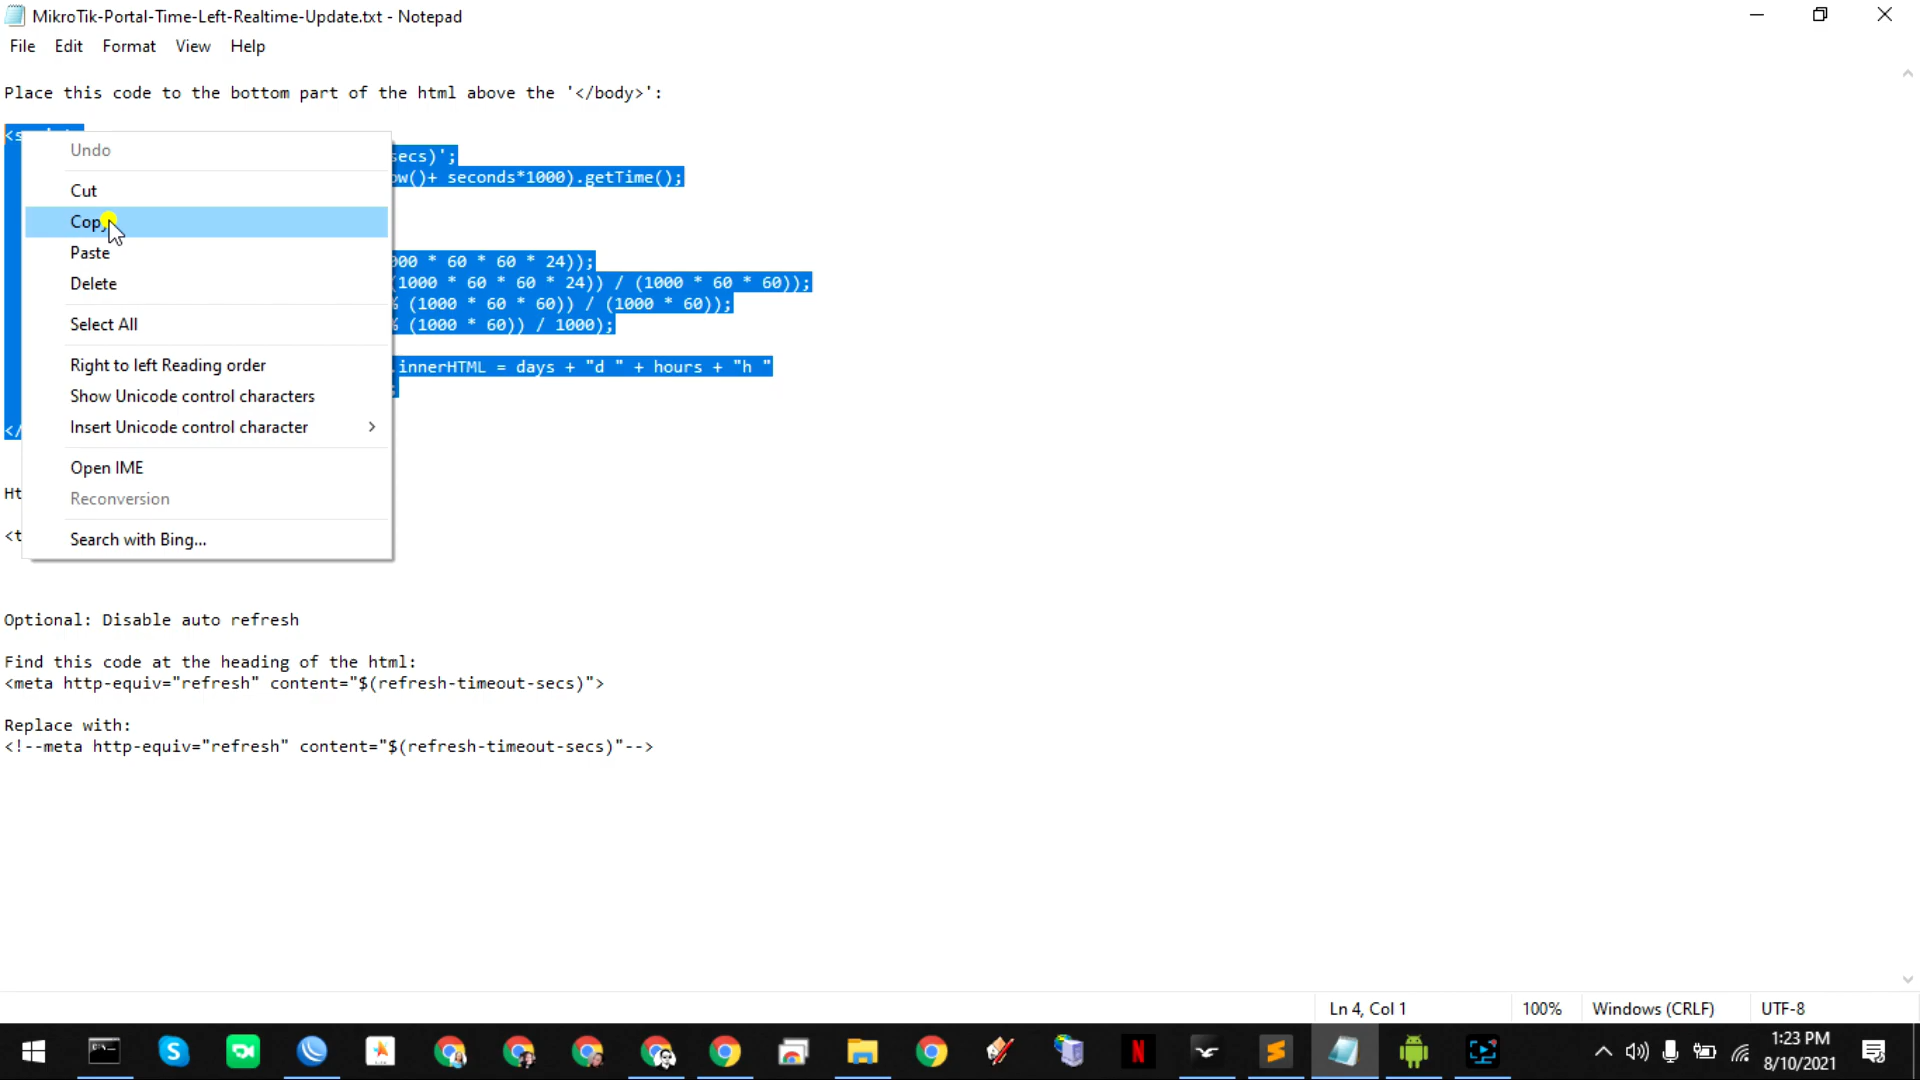 MikroTik-Portal-Time-Left-Realtime-Update.txt - Notepad
File Edit Format View Help
Place this code to the bottom part of the html above the '</body>':
secs)';
ow()+ seconds*1000).getTime();
000 * 60 * 60 * 24));
(1000 * 60 * 60 * 24)) / (1000 * 60 * 60));
% (1000 * 60 * 60)) / (1000 * 60));
% (1000 * 60)) / 1000);
.innerHTML = days + "d " + hours + "h "
;
</
Ht
<t
Undo
Cut
Copy
Paste
Delete
Select All
Right to left Reading order
Show Unicode control characters
Insert Unicode control character
Open IME
Reconversion
Search with Bing...
Optional: Disable auto refresh
Find this code at the heading of the html:
<meta http-equiv="refresh" content="$(refresh-timeout-secs)">
Replace with:
<!--meta http-equiv="refresh" content="$(refresh-timeout-secs)"-->
Ln 4, Col 1 100% Windows (CRLF) UTF-8
1:23 PM
8/10/2021